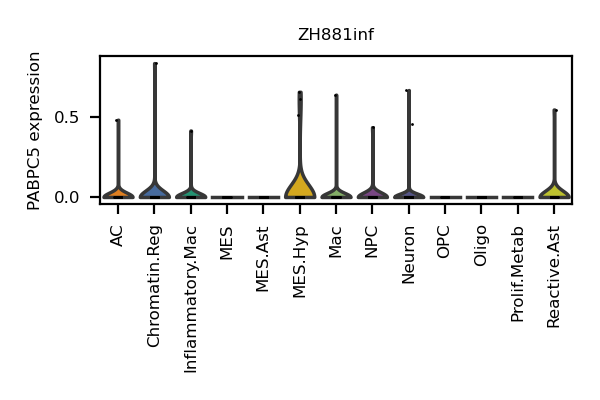 ZH881inf
PABPC5 expression
0.5
0.0
AC
Chromatin.Reg
Inflammatory.Mac
MES
MES.Ast
MES.Hyp
Mac
NPC
Neuron
OPC
Oligo
Prolif.Metab
Reactive.Ast